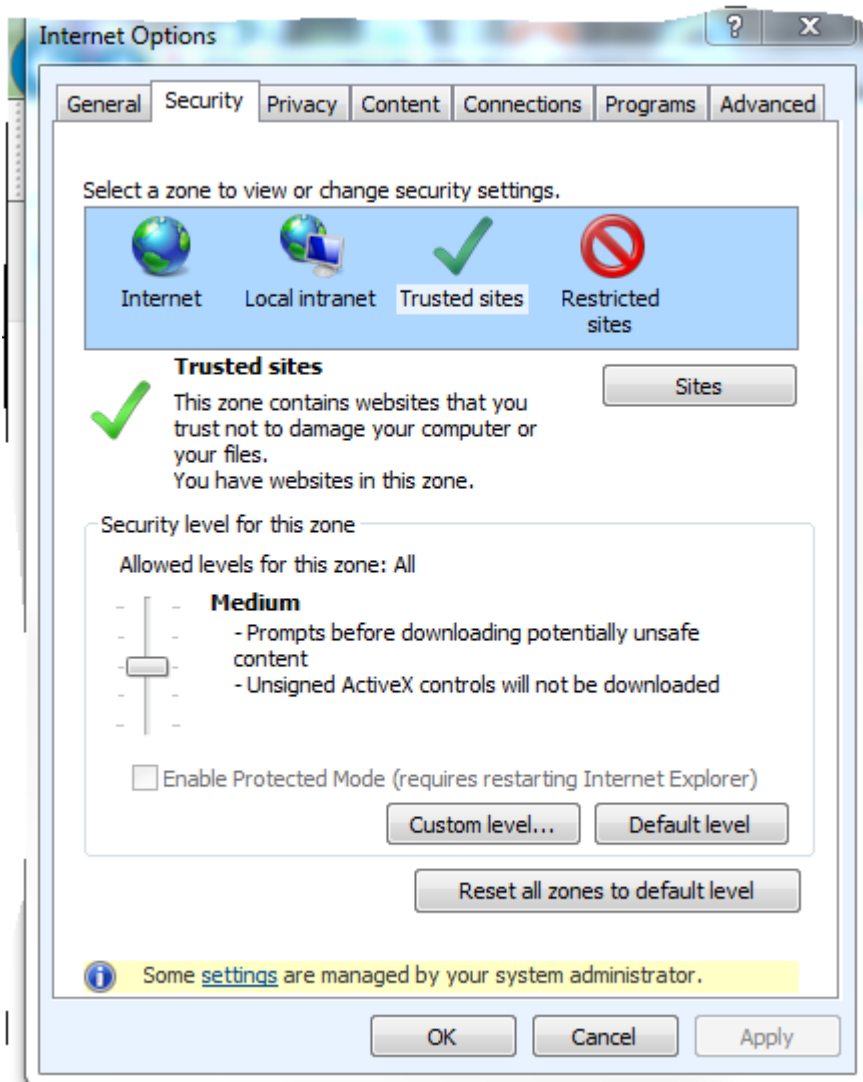 Internet Options
? X
General Security Privacy Content Connections Programs Advanced
Select a zone to view or change security settings.
Internet Local intranet Trusted sites Restricted
sites
Trusted sites
Sites
This zone contains websites that you
trust not to damage your computer or
your files.
You have websites in this zone.
Security level for this zone
Allowed levels for this zone: All
Medium
- Prompts before downloading potentially unsafe
content
- Unsigned ActiveX controls will not be downloaded
Enable Protected Mode (requires restarting Internet Explorer)
Custom level... Default level
Reset all zones to default level
Some settings are managed by your system administrator.
OK Cancel Apply